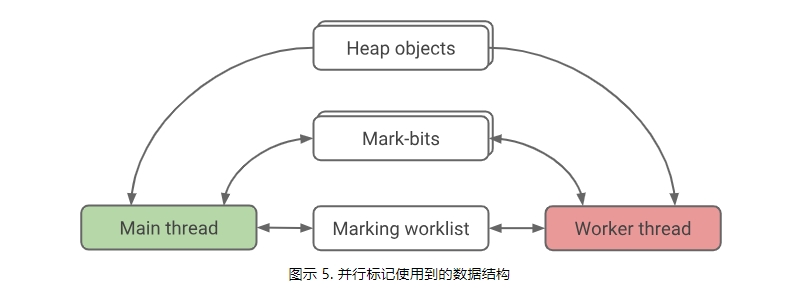 Heap objects
Mark-bits
Main thread
Marking worklist
Worker thread
图示 5. 并行标记使用到的数据结构